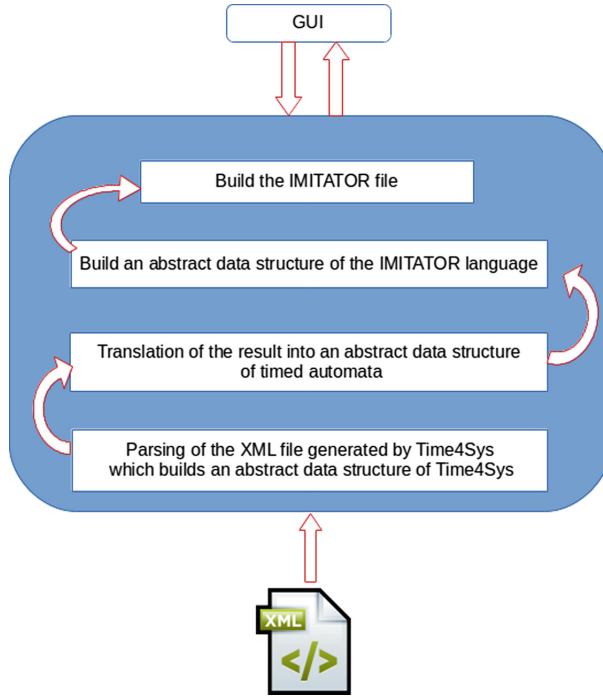 GUI
Build the IMITATOR file
Build an abstract data structure of the IMITATOR language
Translation of the result into an abstract data structure
of timed automata
Parsing of the XML file generated by Time4Sys
which builds an abstract data structure of Time4Sys
XML
</>